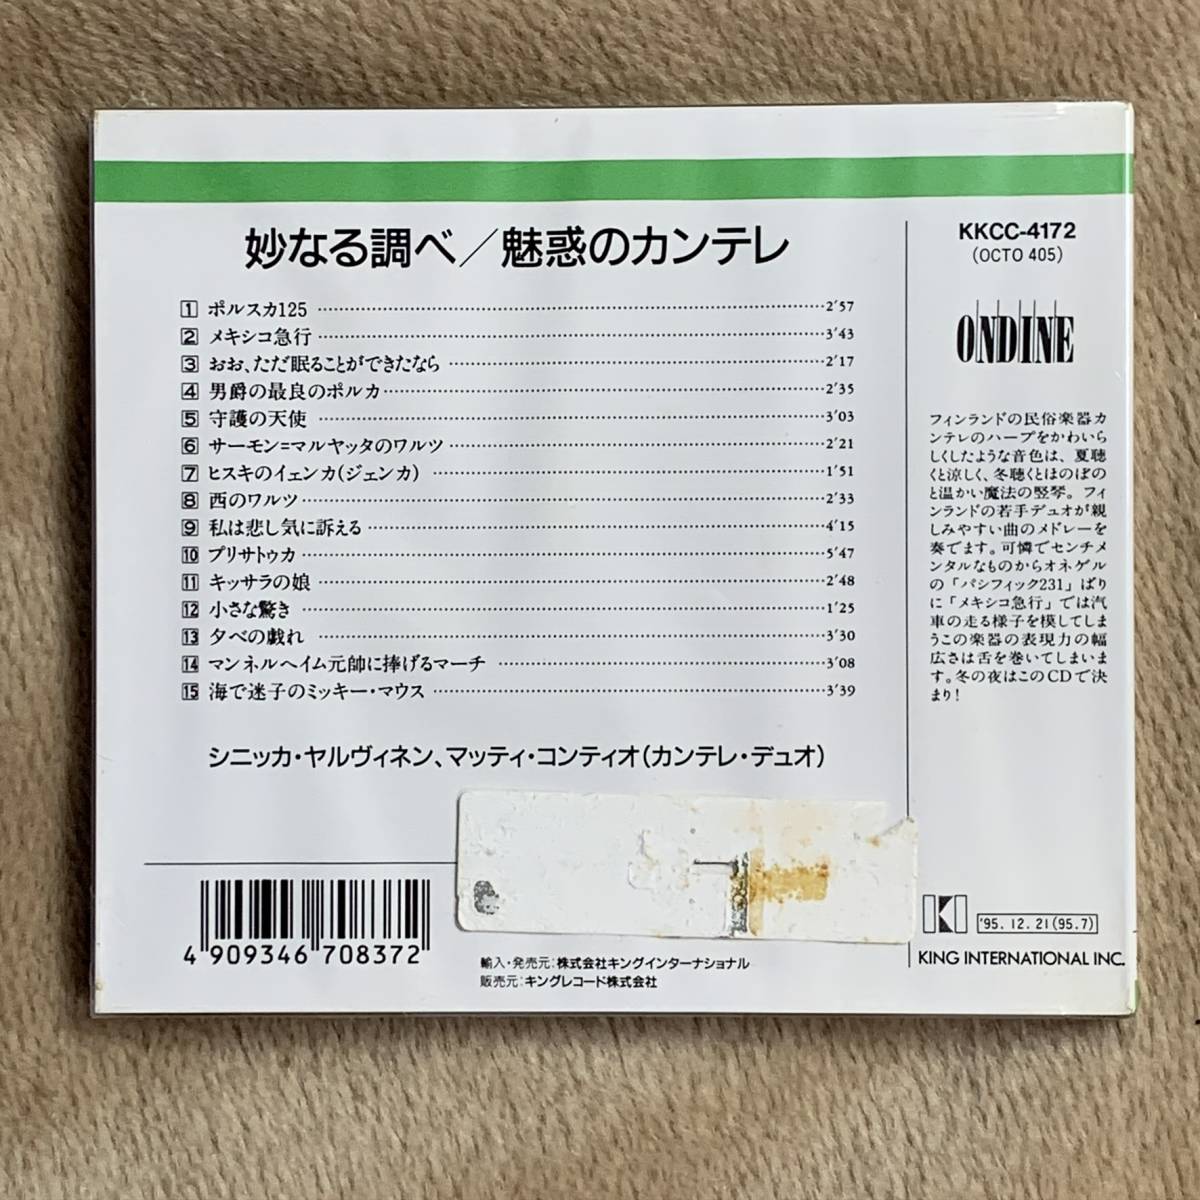 妙なる調べ／魅惑のカンテレ
1 ポルスカ125 2'57
2 メキシコ急行 3'43
3 おお、ただ眠ることができたなら 2'17
4 男爵の最良のポルカ 2'35
5 守護の天使 3'03
6 サーモン=マルヤッタのワルツ 2'21
7 ヒスキのイェンカ(ジェンカ) 1'51
8 西のワルツ 2'33
9 私は悲し気に訴える 4'15
10 プリサトゥカ 5'47
11 キッサラの娘 2'48
12 小さな驚き 1'25
13 夕べの戯れ 3'30
14 マンネルヘイム元帥に捧げるマーチ 3'08
15 海で迷子のミッキー・マウス 3'39
シニッカ・ヤルヴィネン、マッティ・コンティオ(カンテレ・デュオ)
4 909346 708372
輸入・発売元:株式会社キングインターナショナル
販売元:キングレコード株式会社
KKCC-4172
(OCTO 405)
ONDINE
フィンランドの民俗楽器カ
ンテレのハープをかわいら
しくしたような音色は、夏聴
くと涼しく、冬聴くとほのぼの
と温かい魔法の竪琴。フィ
ンランドの若手デュオが親
しみやすい曲のメドレーを
奏でます。可憐でセンチメ
ンタルなものからオネゲル
の「パシフィック231」ばり
に「メキシコ急行」では汽
車の走る様子を模してしま
うこの楽器の表現力の幅
広さは舌を巻いてしまいま
す。冬の夜はこのCDで決
まり!
'95.12.21(95.7)
KING INTERNATIONAL INC.